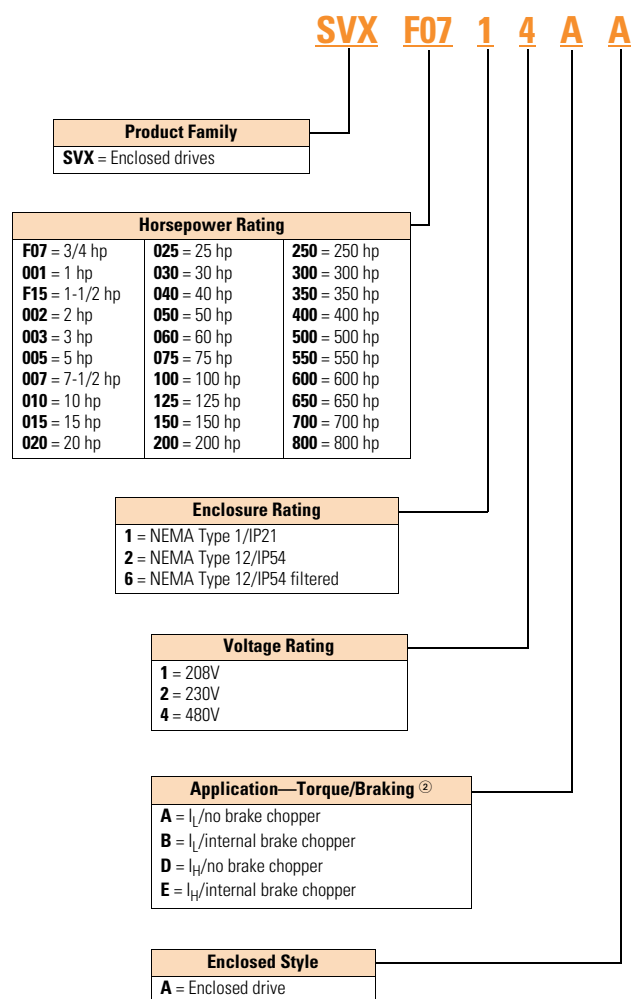 SVX F07 1 4 A A
Product Family
SVX = Enclosed drives
Horsepower Rating
F07 = 3/4 hp
001 = 1 hp
F15 = 1-1/2 hp
002 = 2 hp
003 = 3 hp
005 = 5 hp
007 = 7-1/2 hp
010 = 10 hp
015 = 15 hp
020 = 20 hp
025 = 25 hp
030 = 30 hp
040 = 40 hp
050 = 50 hp
060 = 60 hp
075 = 75 hp
100 = 100 hp
125 = 125 hp
150 = 150 hp
200 = 200 hp
250 = 250 hp
300 = 300 hp
350 = 350 hp
400 = 400 hp
500 = 500 hp
550 = 550 hp
600 = 600 hp
650 = 650 hp
700 = 700 hp
800 = 800 hp
Enclosure Rating
1 = NEMA Type 1/IP21
2 = NEMA Type 12/IP54
6 = NEMA Type 12/IP54 filtered
Voltage Rating
1 = 208V
2 = 230V
4 = 480V
Application—Torque/Braking ②
A = IL/no brake chopper
B = IL/internal brake chopper
D = IH/no brake chopper
E = IH/internal brake chopper
Enclosed Style
A = Enclosed drive